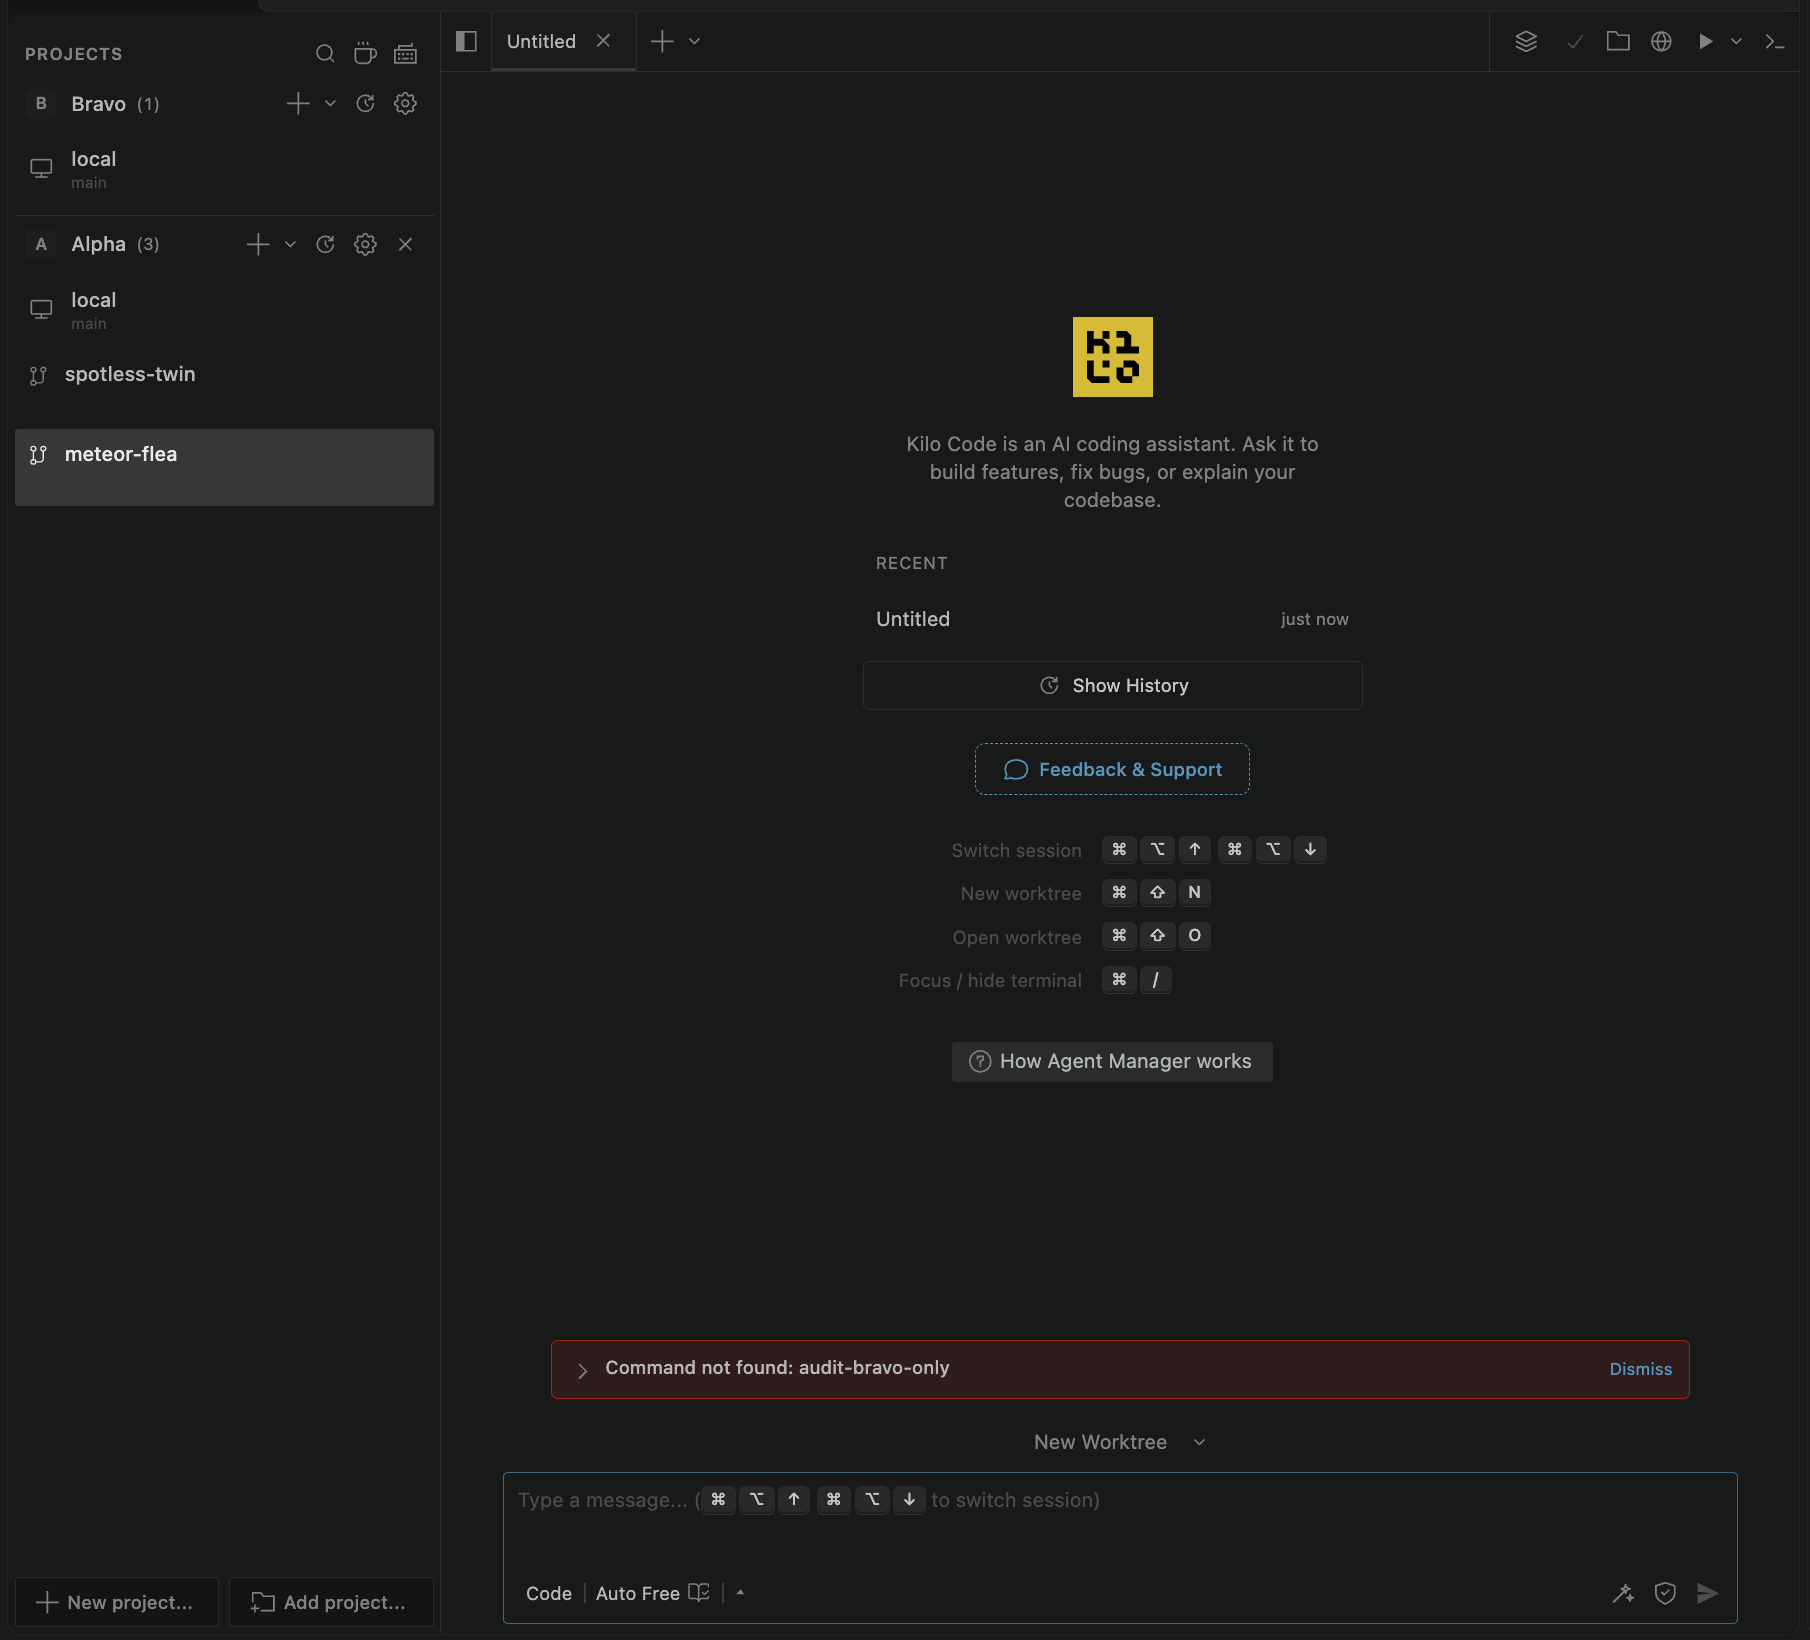 PROJECTS
B Bravo (1)
local
main
A Alpha (3)
local
main
spotless-twin
meteor-flea
New project...
Add project...
Untitled
KILO
Kilo Code is an AI coding assistant. Ask it to
build features, fix bugs, or explain your
codebase.
RECENT
Untitled just now
Show History
Feedback & Support
Switch session ⌘ ⌥ ↑ ⌘ ⌥ ↓
New worktree ⌘ ⇧ N
Open worktree ⌘ ⇧ O
Focus / hide terminal ⌘ /
How Agent Manager works
Command not found: audit-bravo-only Dismiss
New Worktree
Type a message... (⌘ ⌥ ↑ ⌘ ⌥ ↓ to switch session)
Code Auto Free